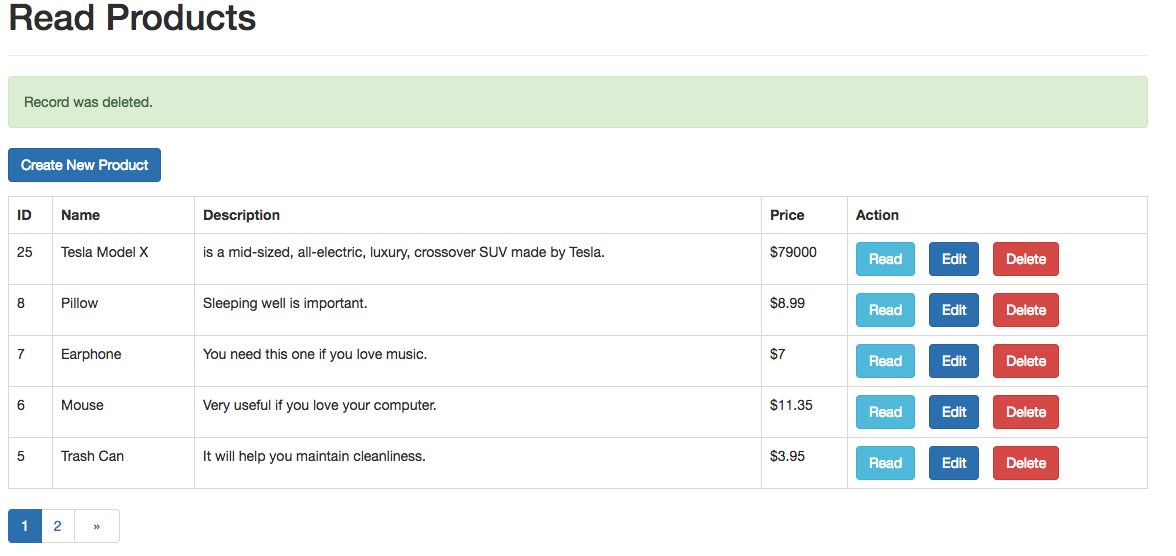 Read Products
Record was deleted.
Create New Product
ID Name Description Price Action
25 Tesla Model X is a mid-sized, all-electric, luxury, crossover SUV made by Tesla. $79000 Read Edit Delete
8 Pillow Sleeping well is important. $8.99 Read Edit Delete
7 Earphone You need this one if you love music. $7 Read Edit Delete
6 Mouse Very useful if you love your computer. $11.35 Read Edit Delete
5 Trash Can It will help you maintain cleanliness. $3.95 Read Edit Delete
1 2 »